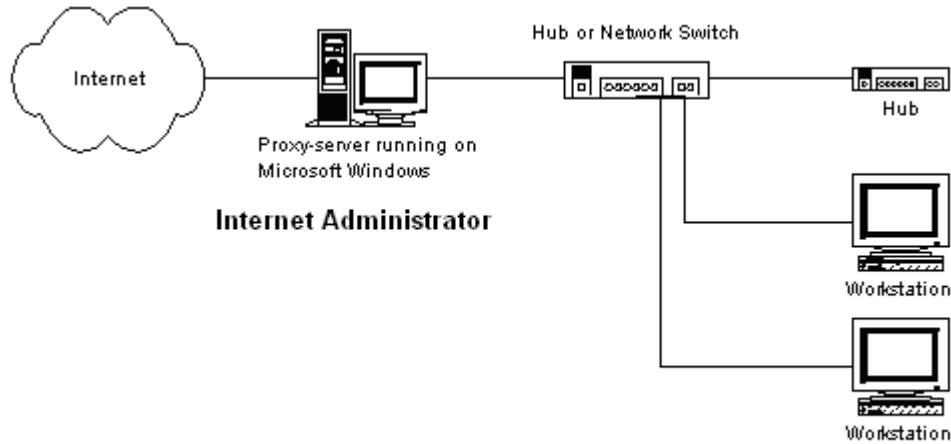 Hub or Network Switch
Internet
Hub
Proxy-server running on
Microsoft Windows
Internet Administrator
Workstation
Workstation